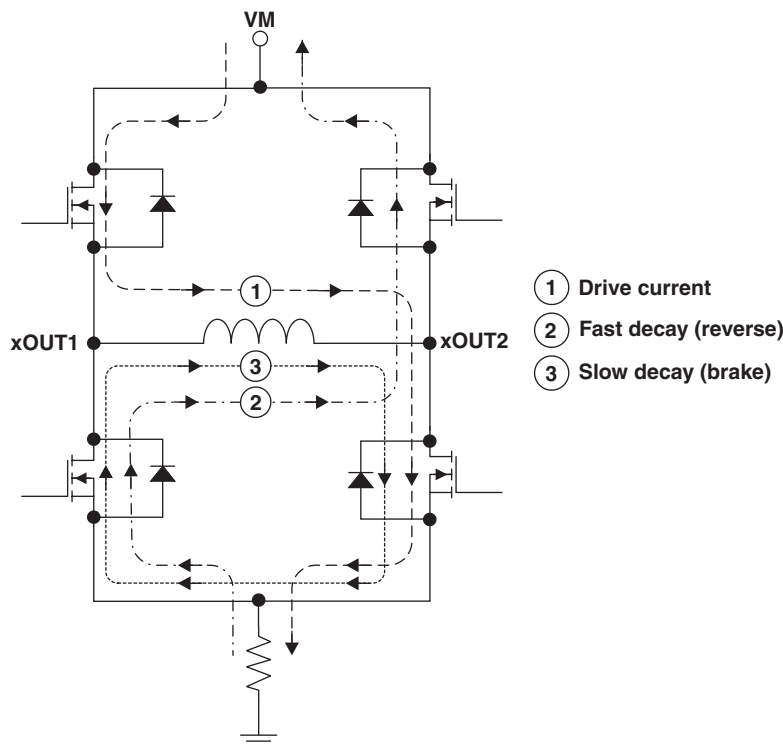 VM
1
1 Drive current
xOUT1
xOUT2
2 Fast decay (reverse)
3
3 Slow decay (brake)
2